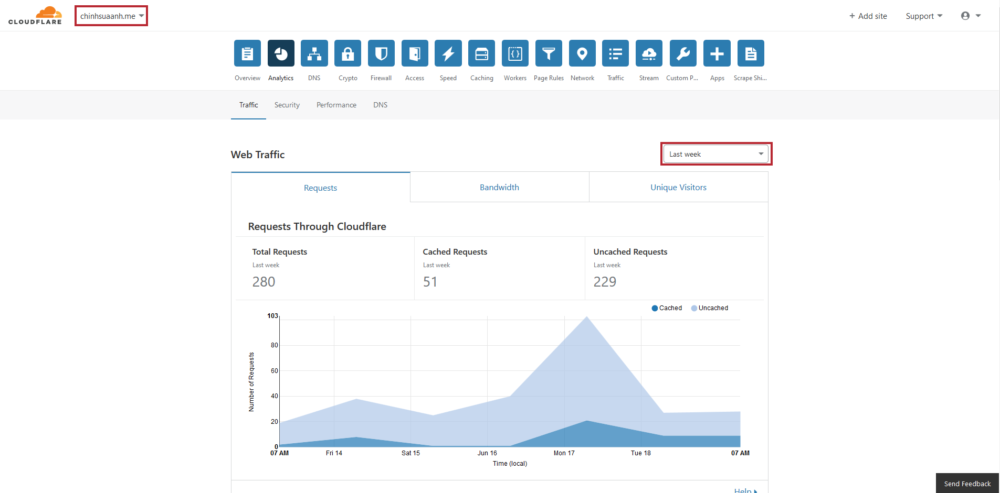 CLOUDFLARE
chinhsuaanh.me
+ Add site
Support
Overview
Analytics
DNS
Crypto
Firewall
Access
Speed
Caching
Workers
Page Rules
Network
Traffic
Stream
Custom P...
Apps
Scrape Shi...
Traffic
Security
Performance
DNS
Web Traffic
Last week
Requests
Bandwidth
Unique Visitors
Requests Through Cloudflare
Total Requests
Last week
280
Cached Requests
Last week
51
Uncached Requests
Last week
229
Cached
Uncached
103
80
60
40
20
0
Number of Requests
07 AM
Fri 14
Sat 15
Jun 16
Mon 17
Tue 18
07 AM
Time (local)
Help
Send Feedback